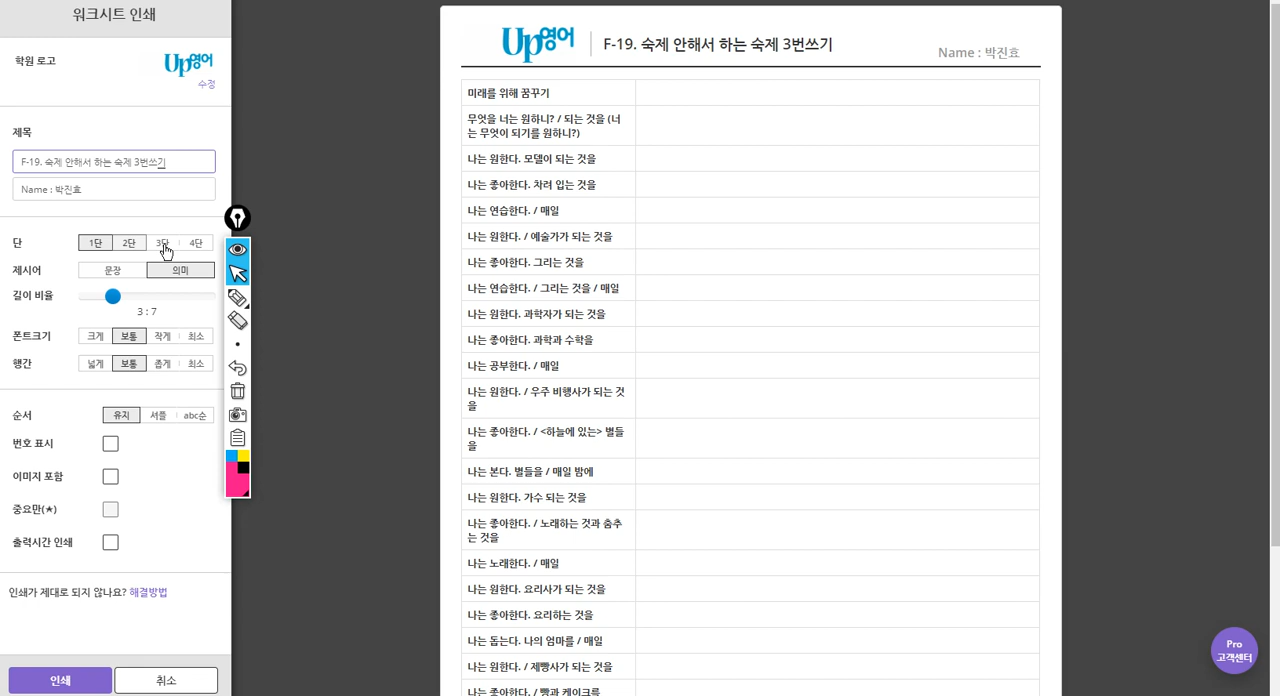 워크시트 인쇄
학원 로고
Up영어
수정
제목
F-19. 숙제 안해서 하는 숙제 3번쓰기
Name : 박진효
단
1단 2단 3단 4단
제시어
문장 의미
길이 비율
3 : 7
폰트크기
크게 보통 작게 최소
행간
넓게 보통 좁게 최소
순서
유지 셔플 abc순
번호 표시
이미지 포함
중요만(★)
출력시간 인쇄
인쇄가 제대로 되지 않나요? 해결방법
인쇄 취소
Up영어
F-19. 숙제 안해서 하는 숙제 3번쓰기
Name : 박진효
미래를 위해 꿈꾸기
무엇을 너는 원하니? / 되는 것을 (너
는 무엇이 되기를 원하니?)
나는 원한다. 모델이 되는 것을
나는 좋아한다. 차려 입는 것을
나는 연습한다. / 매일
나는 원한다. / 예술가가 되는 것을
나는 좋아한다. 그리는 것을
나는 연습한다. / 그리는 것을 / 매일
나는 원한다. 과학자가 되는 것을
나는 좋아한다. 과학과 수학을
나는 공부한다. / 매일
나는 원한다. / 우주 비행사가 되는 것
을
나는 좋아한다. / <하늘에 있는> 별들
을
나는 본다. 별들을 / 매일 밤에
나는 원한다. 가수 되는 것을
나는 좋아한다. / 노래하는 것과 춤추
는 것을
나는 노래한다. / 매일
나는 원한다. 요리사가 되는 것을
나는 좋아한다. 요리하는 것을
나는 돕는다. 나의 엄마를 / 매일
나는 원한다. / 제빵사가 되는 것을
나는 좋아한다. / 빵과 케이크를
Pro
고객센터